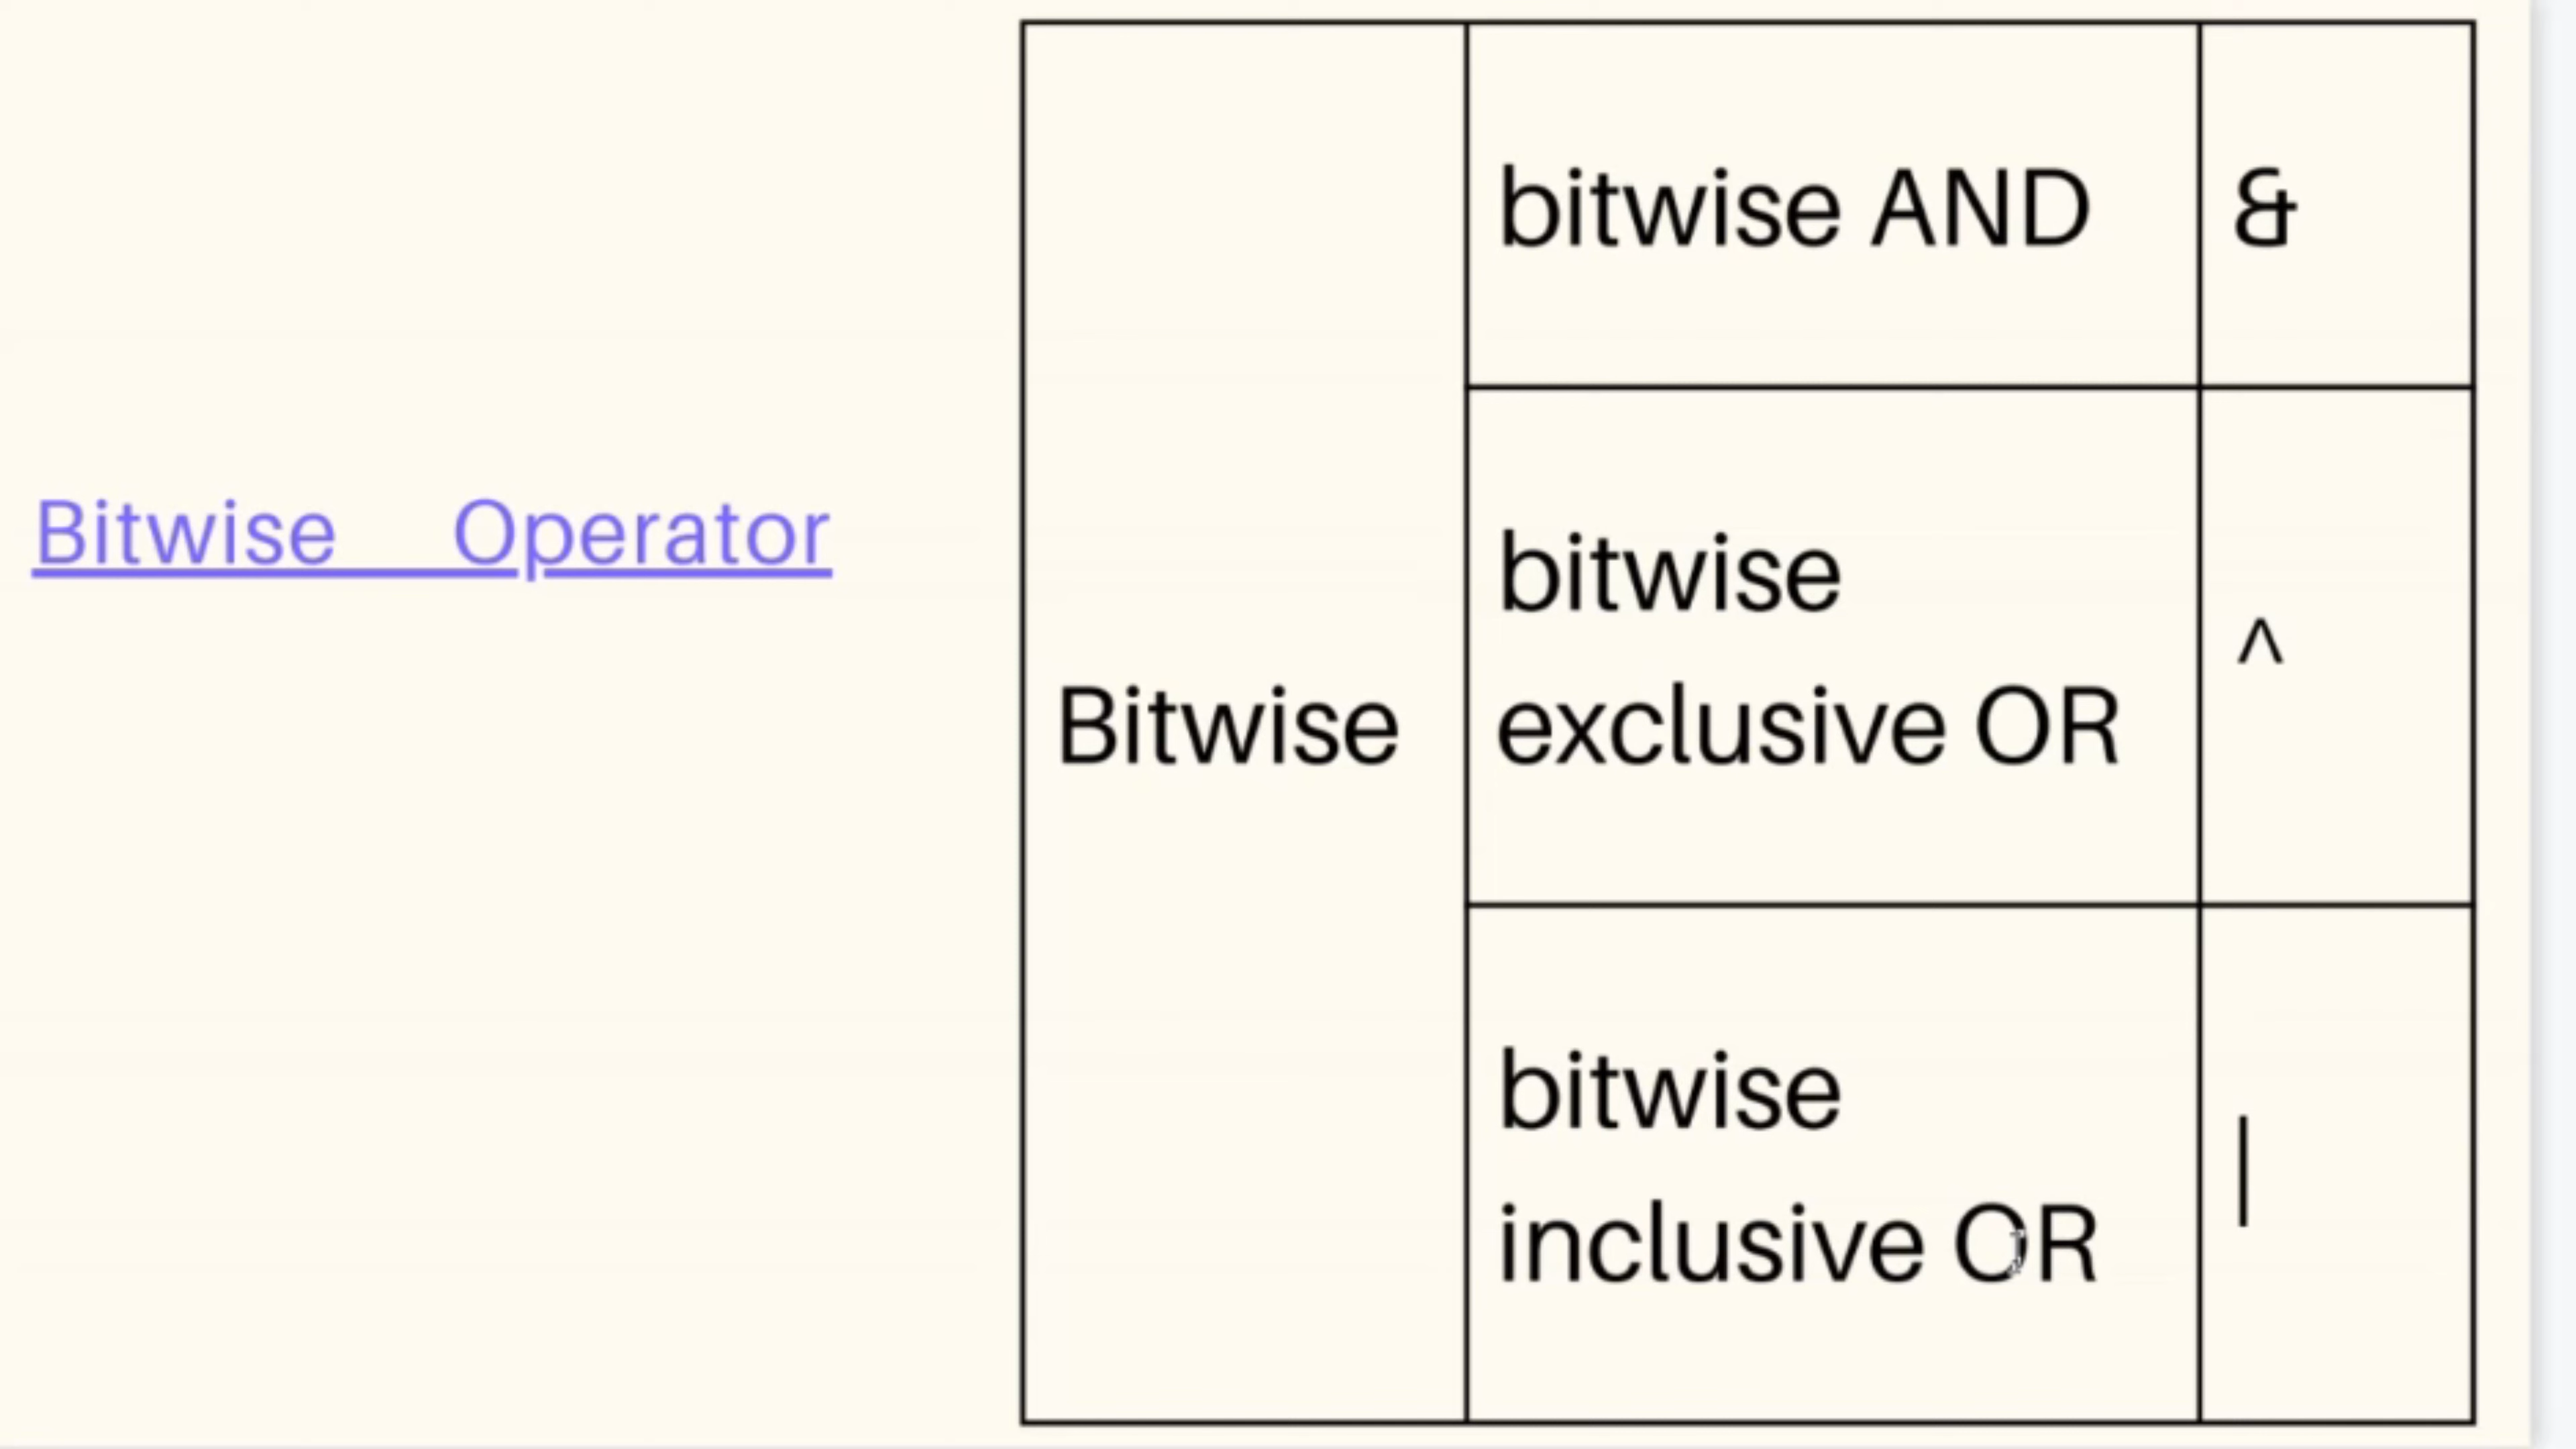 Bitwise Operator
Bitwise
bitwise AND
&
bitwise
exclusive OR
^
bitwise
inclusive OR
|